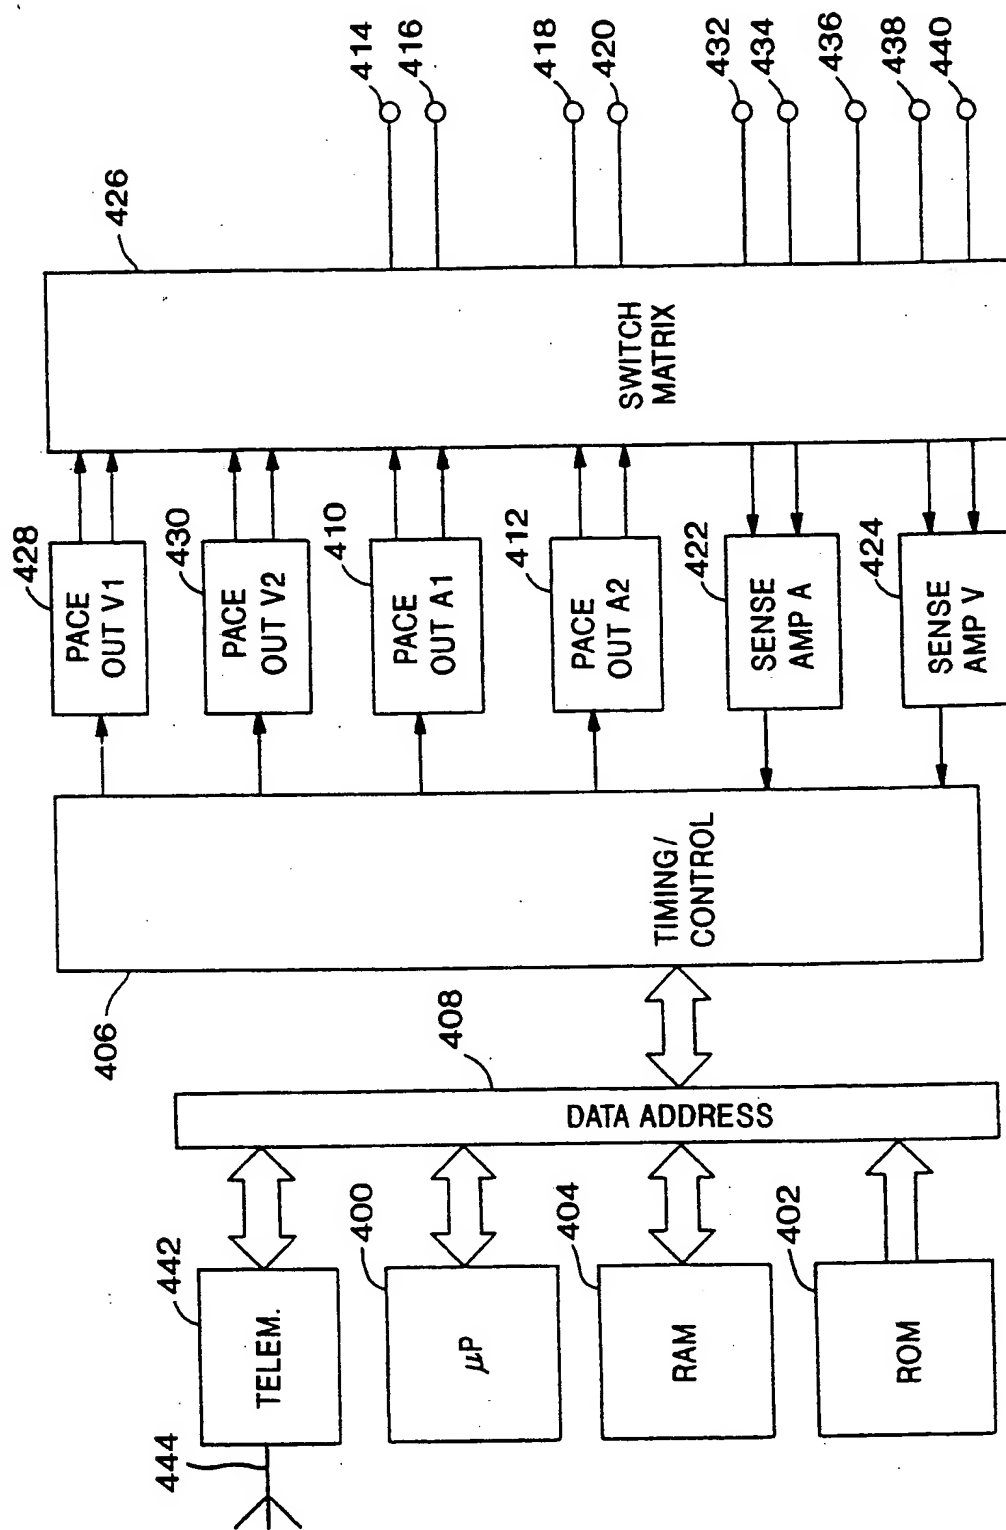 444
442
TELEM.
400
μP
404
RAM
402
ROM
408
DATA ADDRESS
406
TIMING/
CONTROL
428
PACE
OUT V1
430
PACE
OUT V2
410
PACE
OUT A1
412
PACE
OUT A2
422
SENSE
AMP A
424
SENSE
AMP V
426
SWITCH
MATRIX
414
416
418
420
432
434
436
438
440